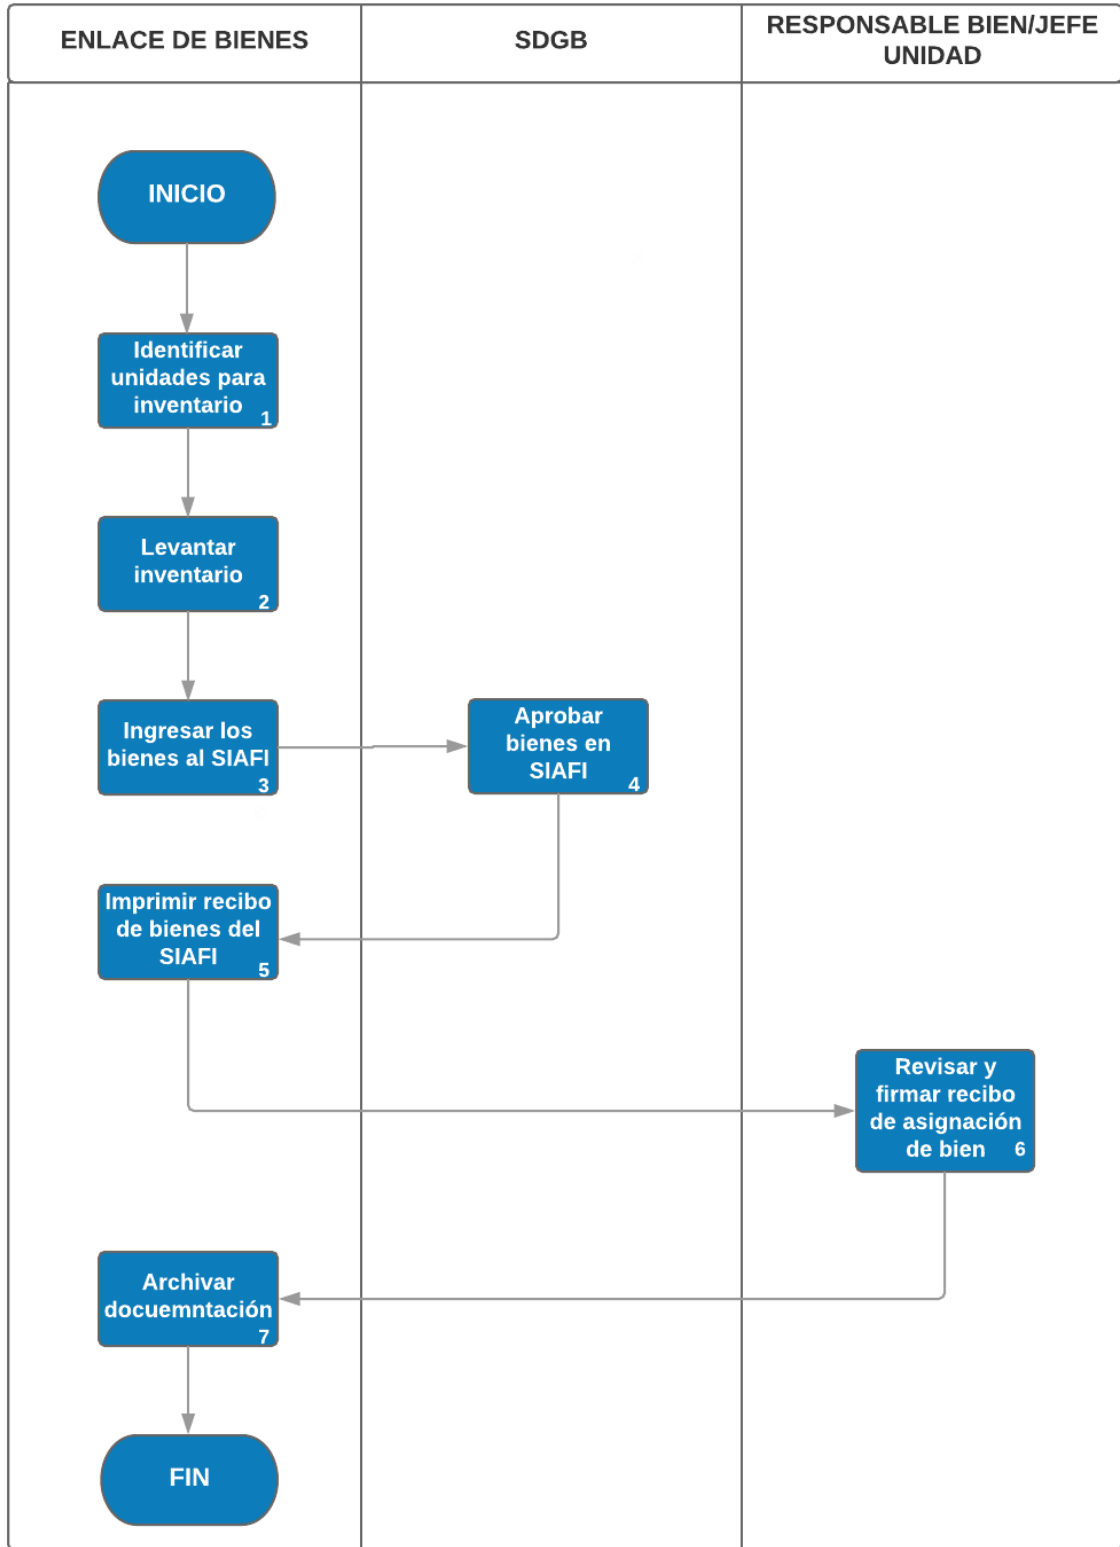 ENLACE DE BIENES
SDGB
RESPONSABLE BIEN/JEFE
UNIDAD
INICIO
Identificar
unidades para
inventario
1
Levantar
inventario
2
Ingresar los
bienes al SIAFI
3
Aprobar
bienes en
SIAFI
4
Imprimir recibo
de bienes del
SIAFI
5
Revisar y
firmar recibo
de asignación
de bien 6
Archivar
docuemntación
7
FIN